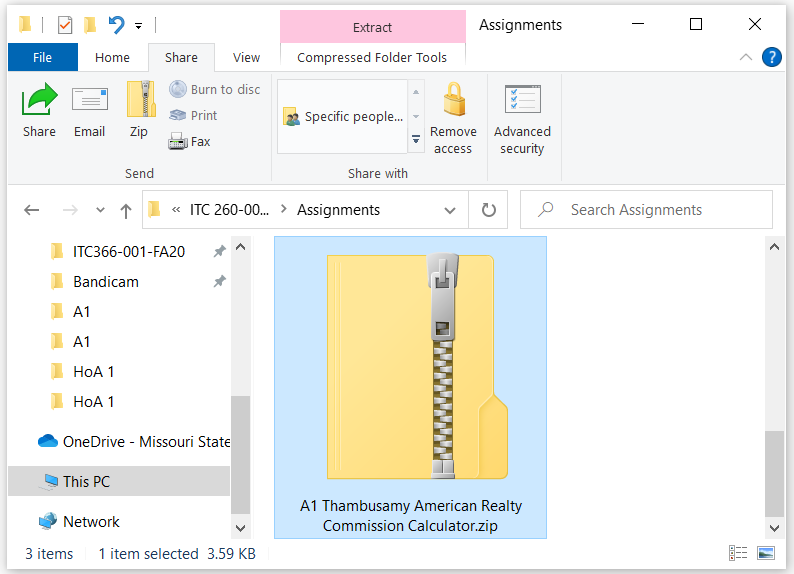 Extract
Assignments
File
Home
Share
View
Compressed Folder Tools
?
Share
Email
Zip
Burn to disc
Print
Fax
Send
Specific people...
Share with
Remove
access
Advanced
security
« ITC 260-00... > Assignments
Search Assignments
ITC366-001-FA20
Bandicam
A1
A1
HoA 1
HoA 1
OneDrive - Missouri State
This PC
Network
A1 Thambusamy American Realty
Commission Calculator.zip
3 items
1 item selected 3.59 KB